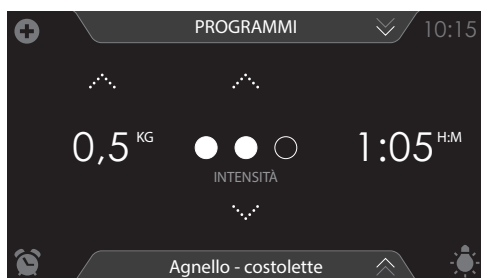 PROGRAMMI
10:15
0,5 KG
1:05 H:M
INTENSITÀ
Agnello - costolette